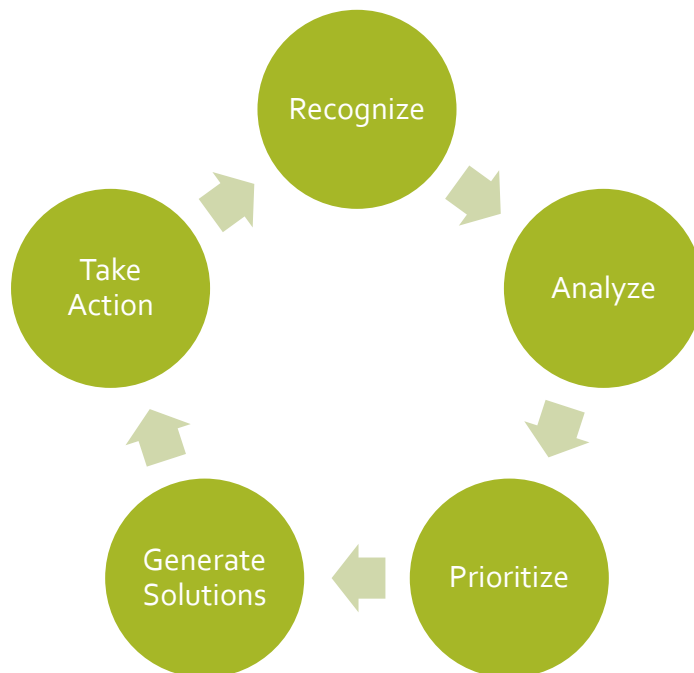 Recognize
Analyze
Prioritize
Generate
Solutions
Take
Action